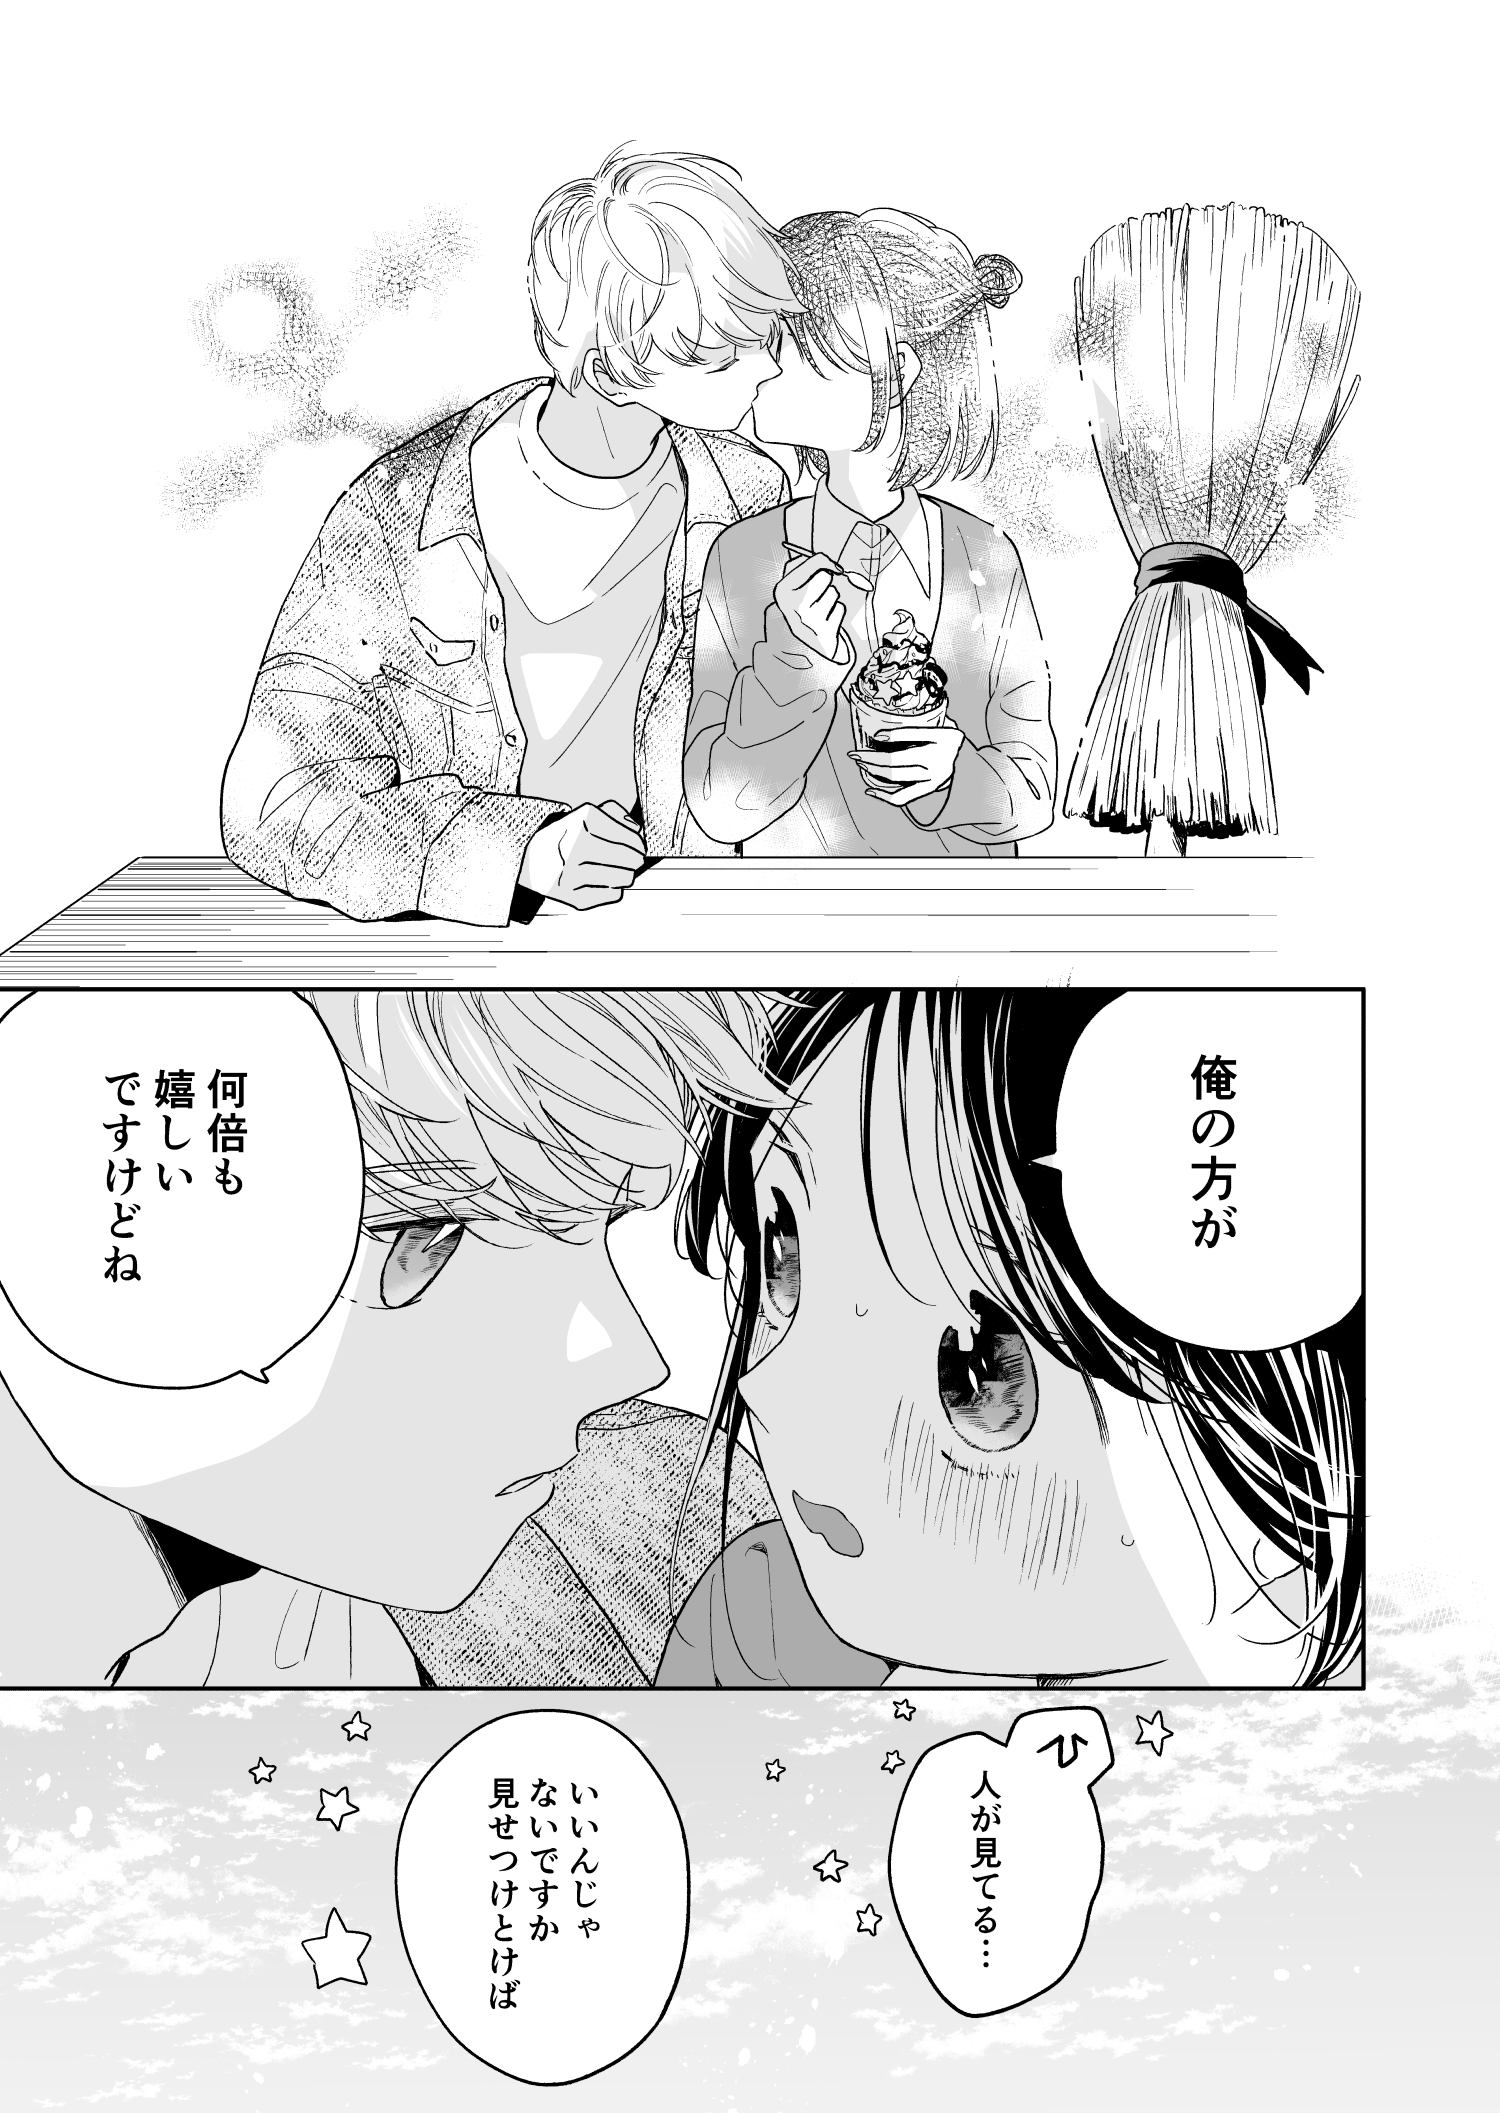 俺の方が
何倍も
嬉しい
ですけどね
ひ
人が見てる…
いいんじゃ
ないですか
見せつけとけば